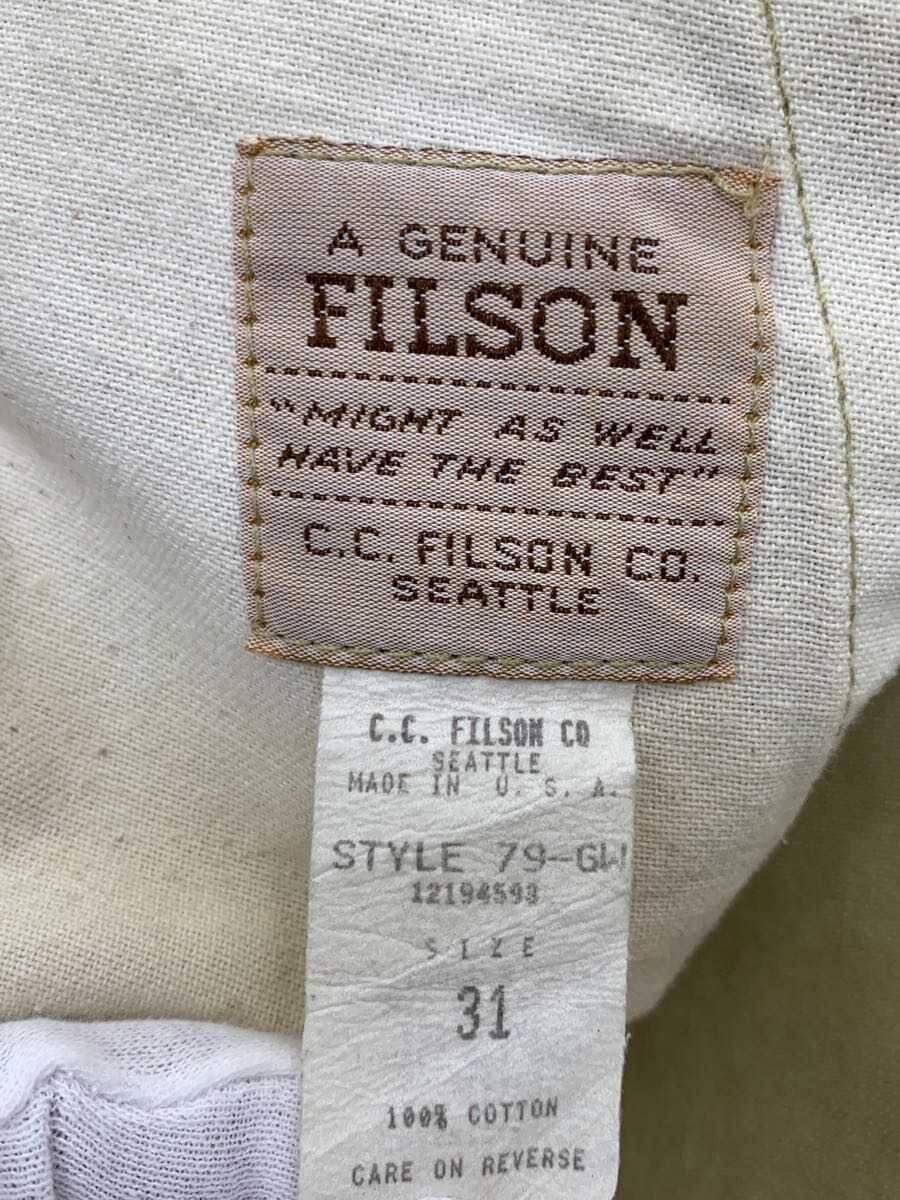 A GENUINE
FILSON
"MIGHT AS WELL
HAVE THE BEST"
C.C. FILSON CO.
SEATTLE
C.C. FILSON CO
SEATTLE
MADE IN U. S. A.
STYLE 79-GW
12194593
SIZE
31
100% COTTON
CARE ON REVERSE